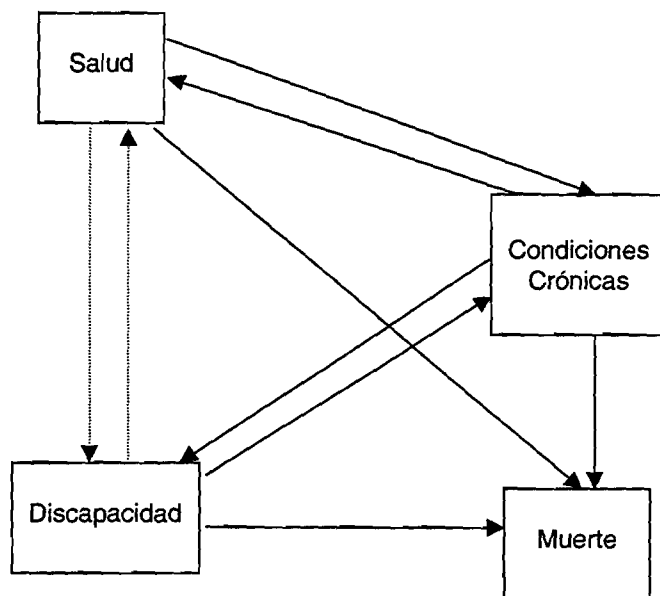 Salud
Condiciones
Crónicas
Discapacidad
Muerte